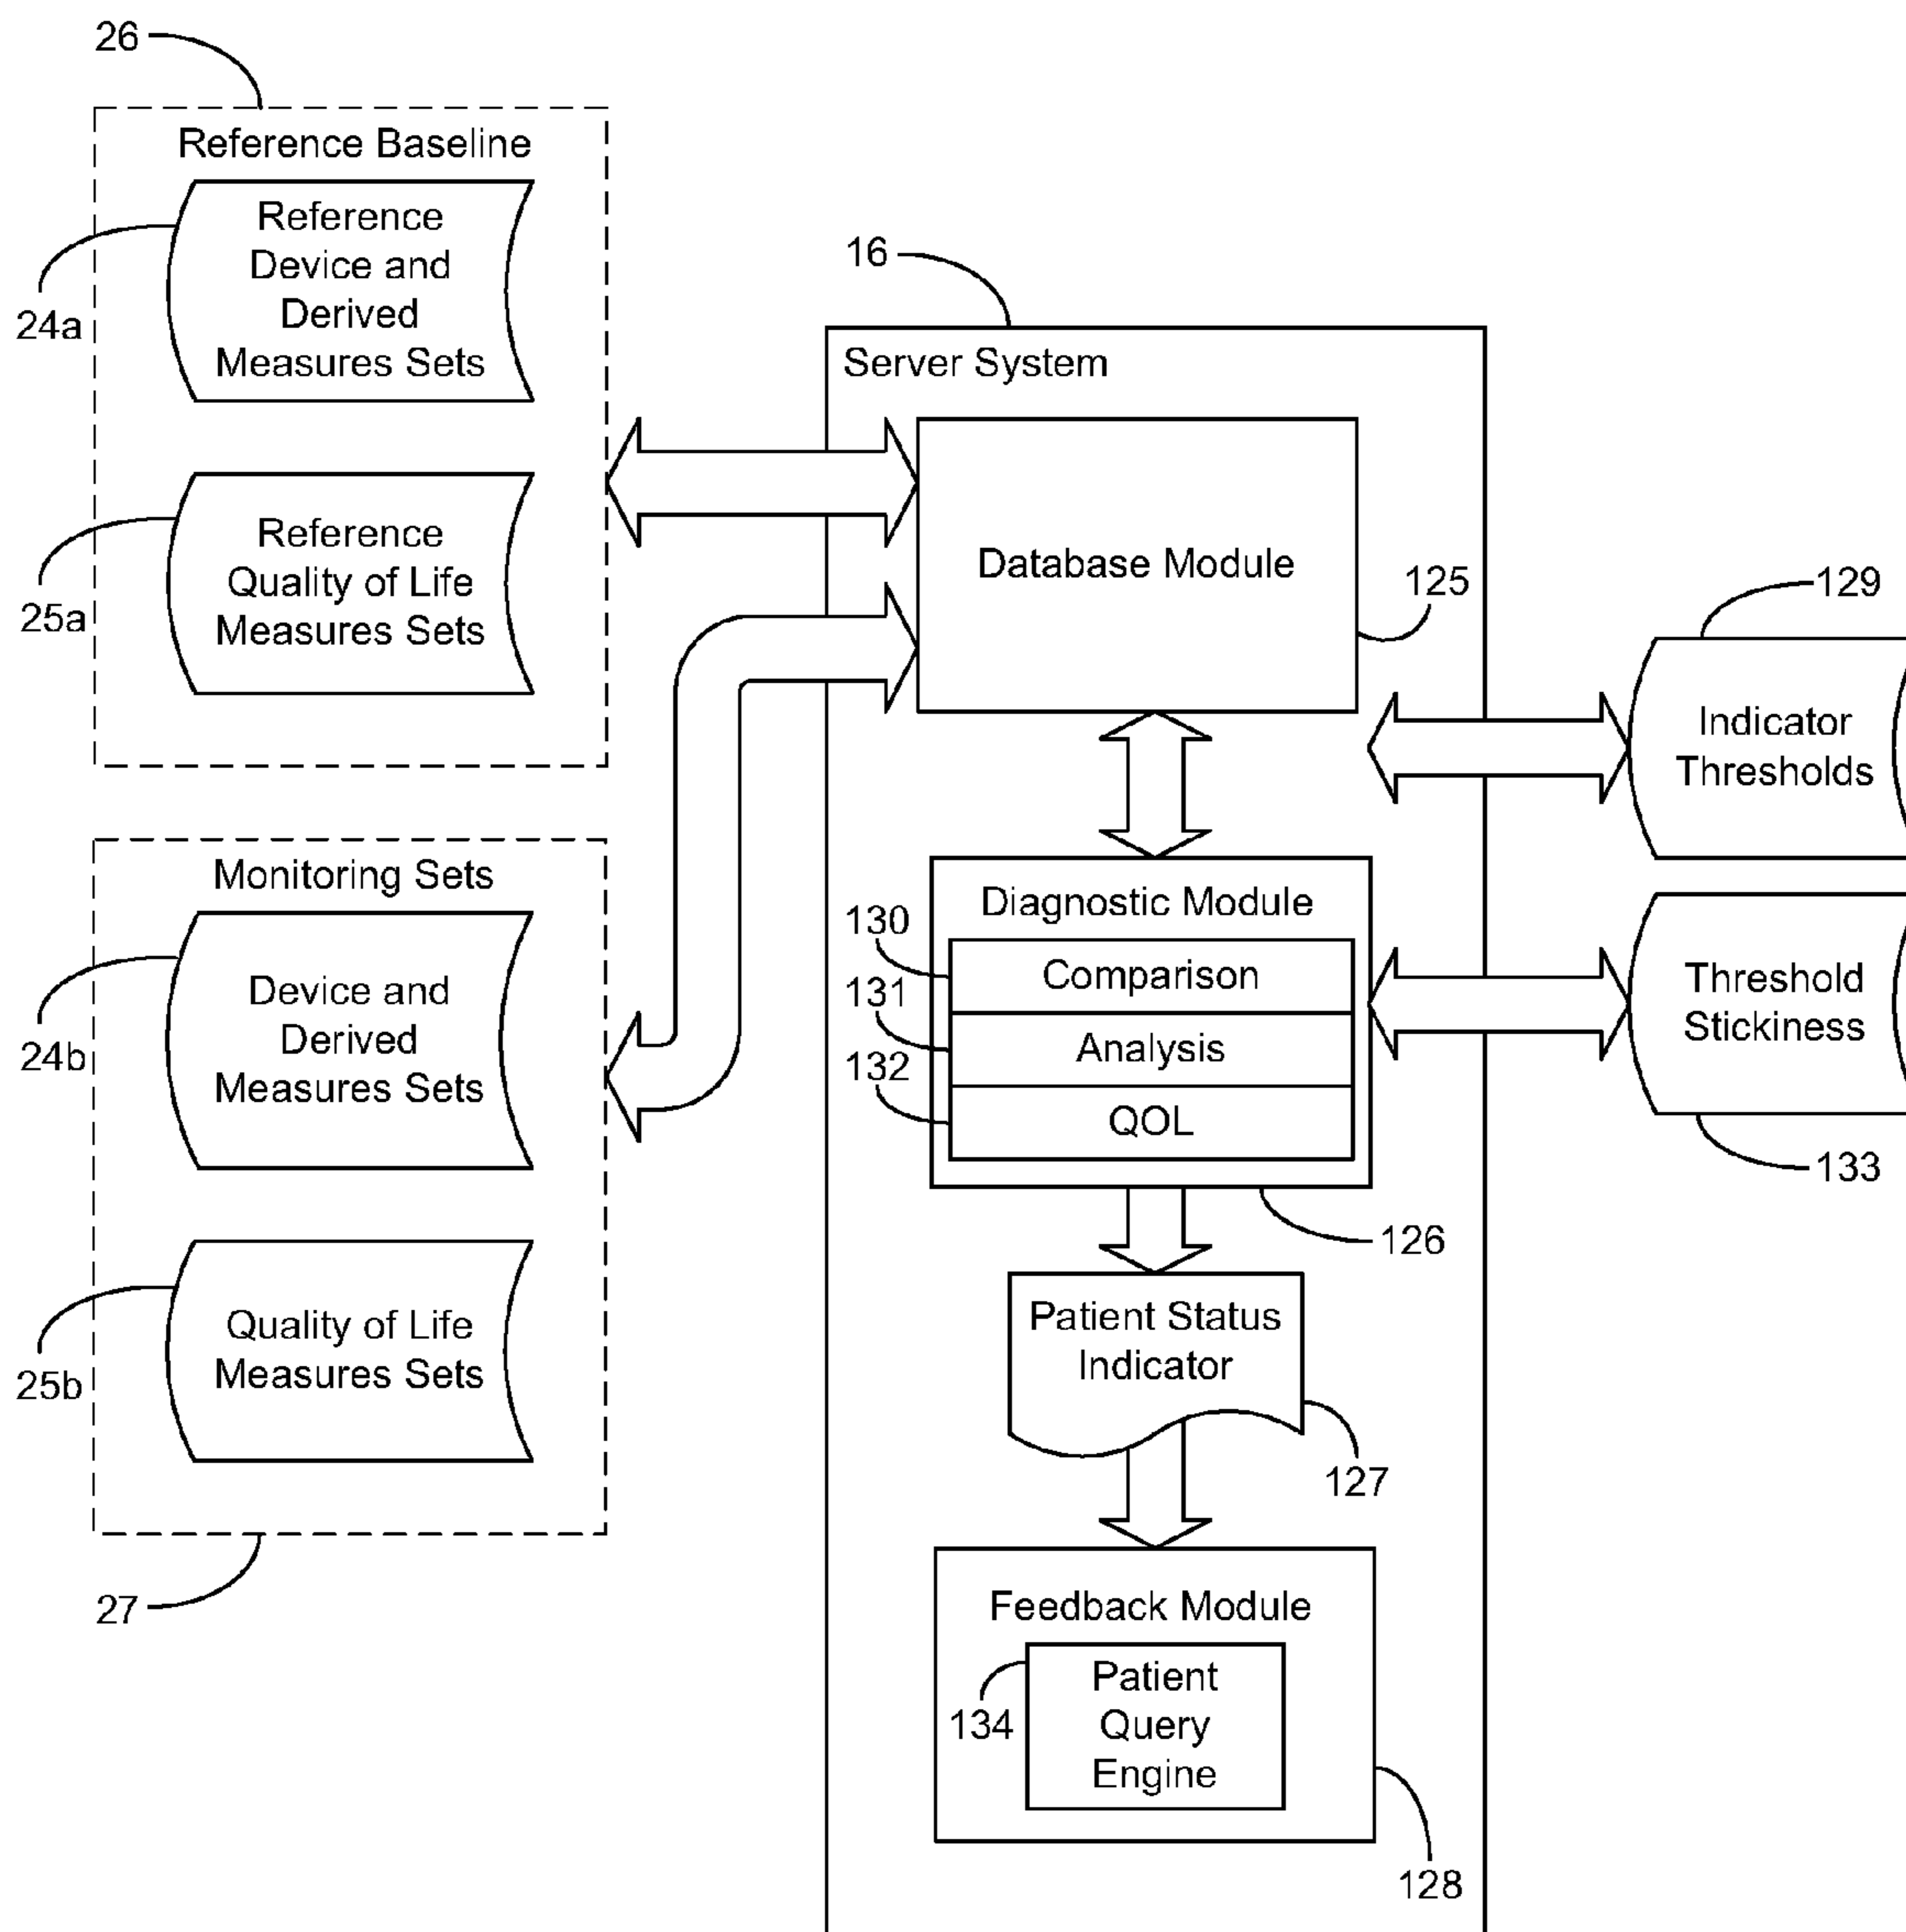 26
Reference Baseline
Reference
Device and
Derived
Measures Sets
24a
Reference
Quality of Life
Measures Sets
25a
Monitoring Sets
Device and
Derived
Measures Sets
24b
Quality of Life
Measures Sets
25b
27
16
Server System
Database Module
125
Diagnostic Module
130
Comparison
131
Analysis
132
QOL
126
Patient Status
Indicator
127
Feedback Module
Patient
Query
Engine
134
128
129
Indicator
Thresholds
Threshold
Stickiness
133